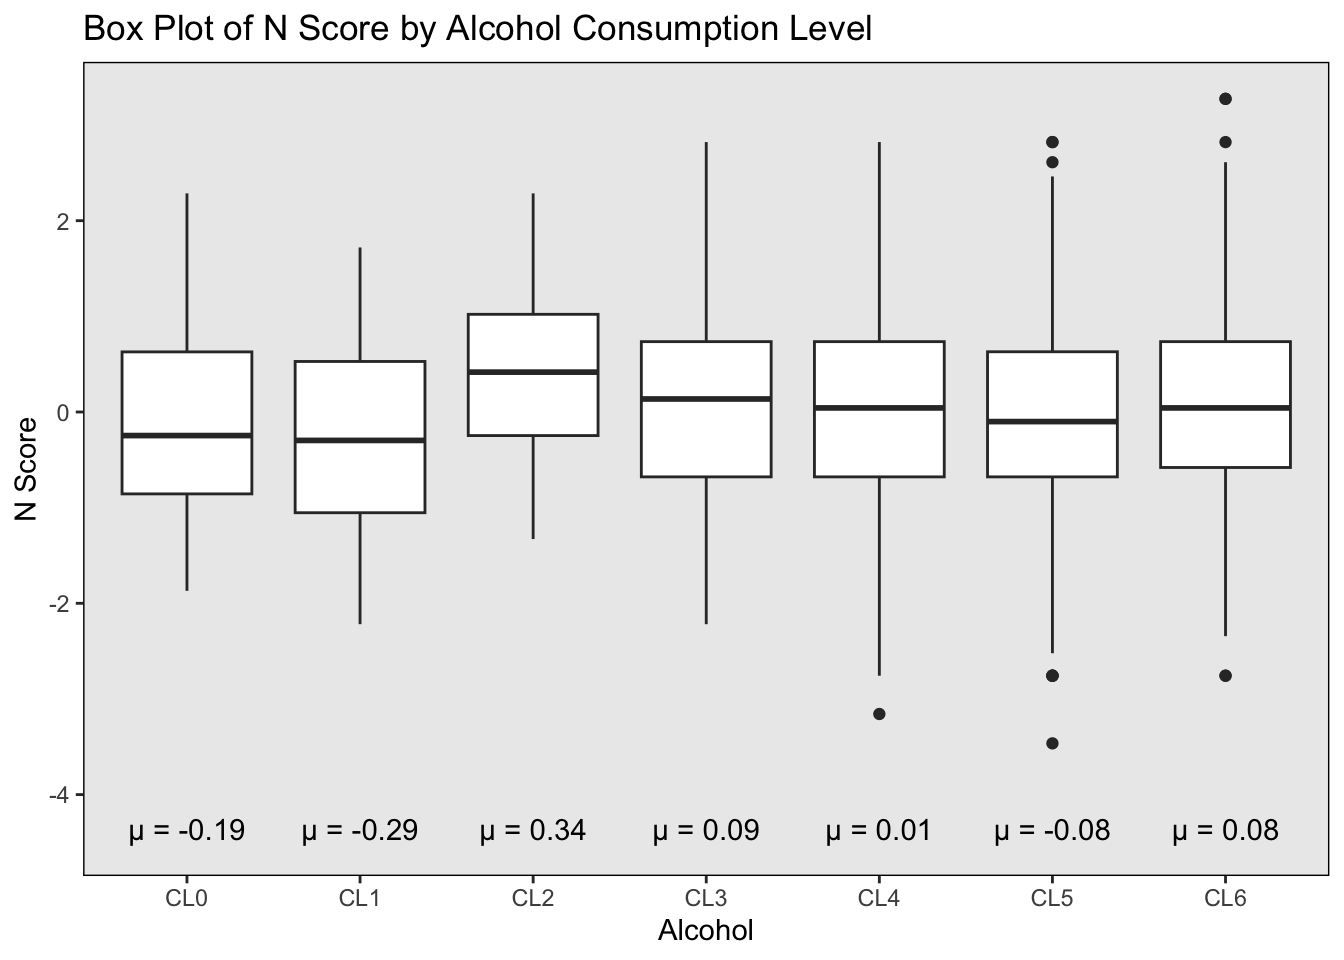 Box Plot of N Score by Alcohol Consumption Level
N Score
2
0
-2
-4
μ = -0.19 μ = -0.29 μ = 0.34 μ = 0.09 μ = 0.01 μ = -0.08 μ = 0.08
CL0 CL1 CL2 CL3 CL4 CL5 CL6
Alcohol